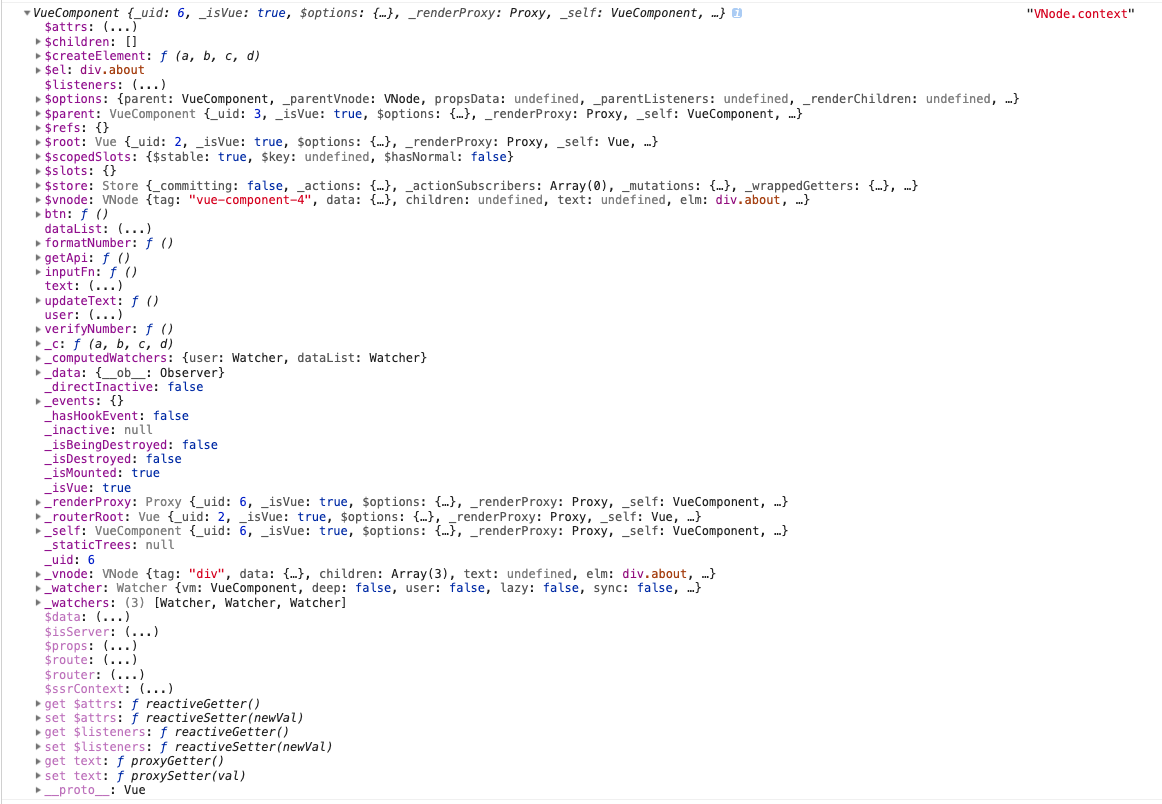 VueComponent {_uid: 6, _isVue: true, $options: {…}, _renderProxy: Proxy, _self: VueComponent, …} "VNode.context"
$attrs: (...)
$children: []
$createElement: ƒ (a, b, c, d)
$el: div.about
$listeners: (...)
$options: {parent: VueComponent, _parentVnode: VNode, propsData: undefined, _parentListeners: undefined, _renderChildren: undefined, …}
$parent: VueComponent {_uid: 3, _isVue: true, $options: {…}, _renderProxy: Proxy, _self: VueComponent, …}
$refs: {}
$root: Vue {_uid: 2, _isVue: true, $options: {…}, _renderProxy: Proxy, _self: Vue, …}
$scopedSlots: {$stable: true, $key: undefined, $hasNormal: false}
$slots: {}
$store: Store {_committing: false, _actions: {…}, _actionSubscribers: Array(0), _mutations: {…}, _wrappedGetters: {…}, …}
$vnode: VNode {tag: "vue-component-4", data: {…}, children: undefined, text: undefined, elm: div.about, …}
btn: ƒ ()
dataList: (...)
formatNumber: ƒ ()
getApi: ƒ ()
inputFn: ƒ ()
text: (...)
updateText: ƒ ()
user: (...)
verifyNumber: ƒ ()
_c: ƒ (a, b, c, d)
_computedWatchers: {user: Watcher, dataList: Watcher}
_data: {__ob__: Observer}
_directInactive: false
_events: {}
_hasHookEvent: false
_inactive: null
_isBeingDestroyed: false
_isDestroyed: false
_isMounted: true
_isVue: true
_renderProxy: Proxy {_uid: 6, _isVue: true, $options: {…}, _renderProxy: Proxy, _self: VueComponent, …}
_routerRoot: Vue {_uid: 2, _isVue: true, $options: {…}, _renderProxy: Proxy, _self: Vue, …}
_self: VueComponent {_uid: 6, _isVue: true, $options: {…}, _renderProxy: Proxy, _self: VueComponent, …}
_staticTrees: null
_uid: 6
_vnode: VNode {tag: "div", data: {…}, children: Array(3), text: undefined, elm: div.about, …}
_watcher: Watcher {vm: VueComponent, deep: false, user: false, lazy: false, sync: false, …}
_watchers: (3) [Watcher, Watcher, Watcher]
$data: (...)
$isServer: (...)
$props: (...)
$route: (...)
$router: (...)
$ssrContext: (...)
get $attrs: ƒ reactiveGetter()
set $attrs: ƒ reactiveSetter(newVal)
get $listeners: ƒ reactiveGetter()
set $listeners: ƒ reactiveSetter(newVal)
get text: ƒ proxyGetter()
set text: ƒ proxySetter(val)
__proto__: Vue